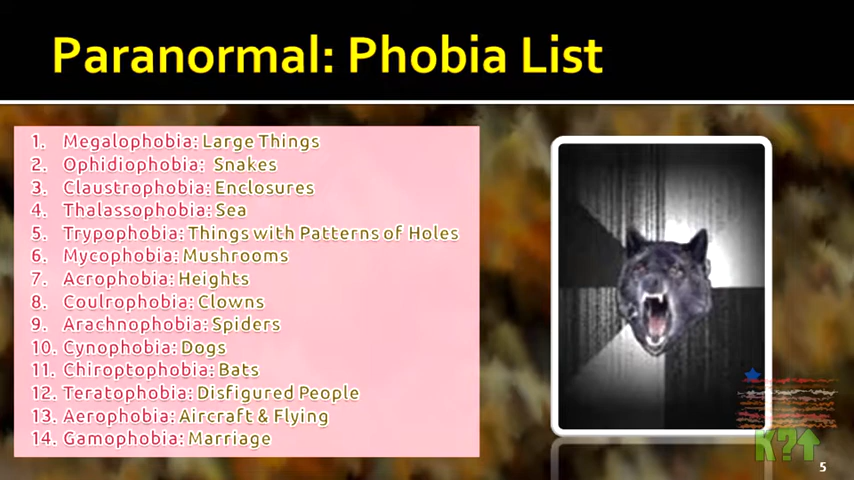 Paranormal: Phobia List
1. Megalophobia: Large Things
2. Ophidiophobia: Snakes
3. Claustrophobia: Enclosures
4. Thalassophobia: Sea
5. Trypophobia: Things with Patterns of Holes
6. Mycophobia: Mushrooms
7. Acrophobia: Heights
8. Coulrophobia: Clowns
9. Arachnophobia: Spiders
10. Cynophobia: Dogs
11. Chiroptophobia: Bats
12. Teratophobia: Disfigured People
13. Aerophobia: Aircraft & Flying
14. Gamophobia: Marriage
K?↑
5